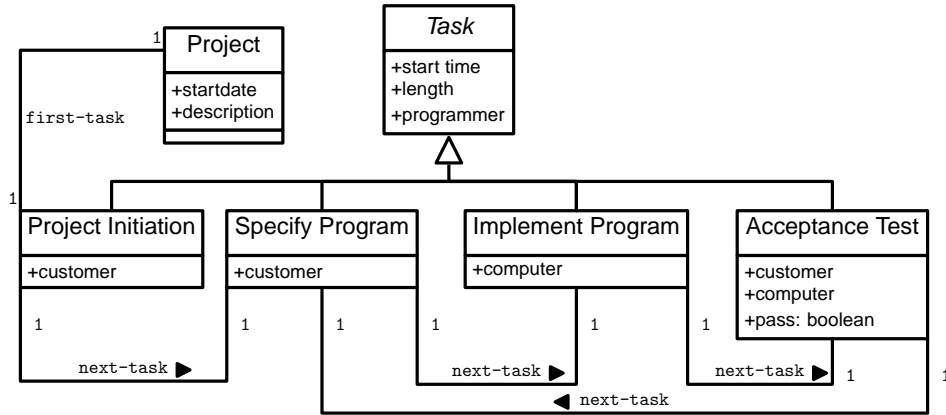 1
Project
+startdate
+description
first-task
Task
+start time
+length
+programmer
1
Project Initiation
+customer
Specify Program
+customer
Implement Program
+computer
Acceptance Test
+customer
+computer
+pass: boolean
1
1
1
1
1
1
1
1
next-task
next-task
next-task
next-task